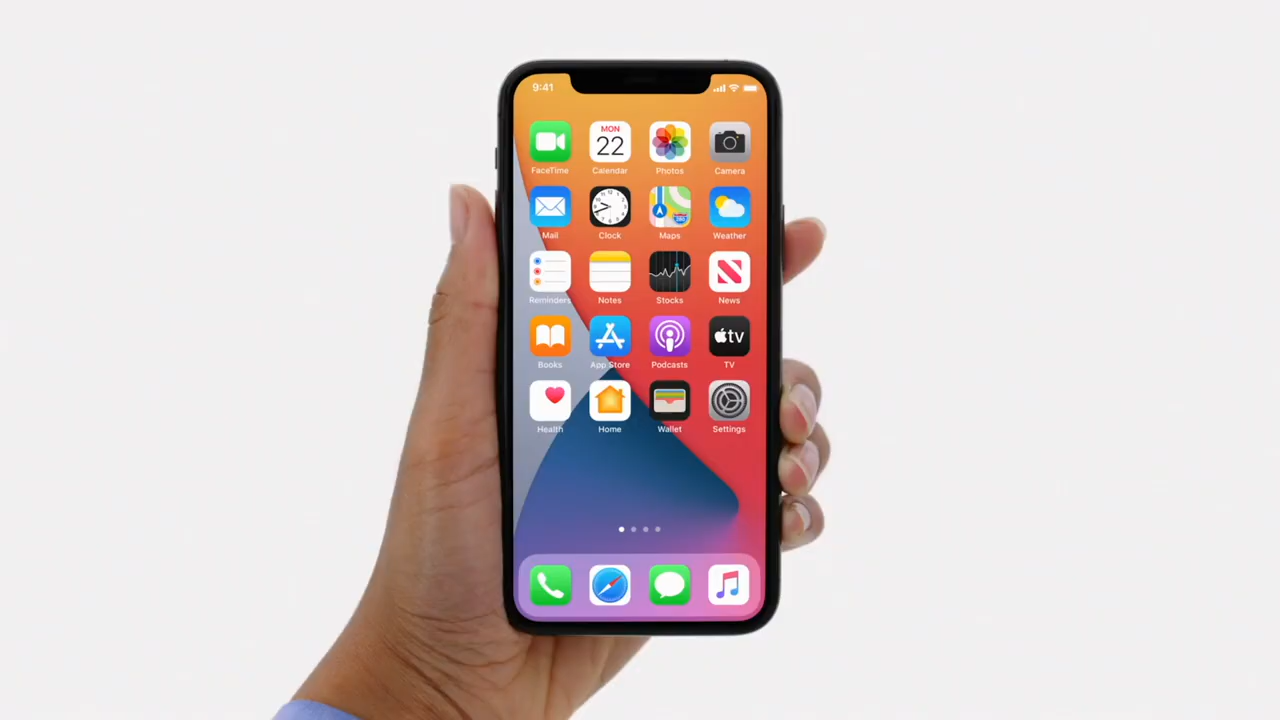 9:41
MON
22
FaceTime Calendar Photos Camera
Mail Clock Maps Weather
Reminders Notes Stocks News
tv
Books App Store Podcasts TV
Health Home Wallet Settings